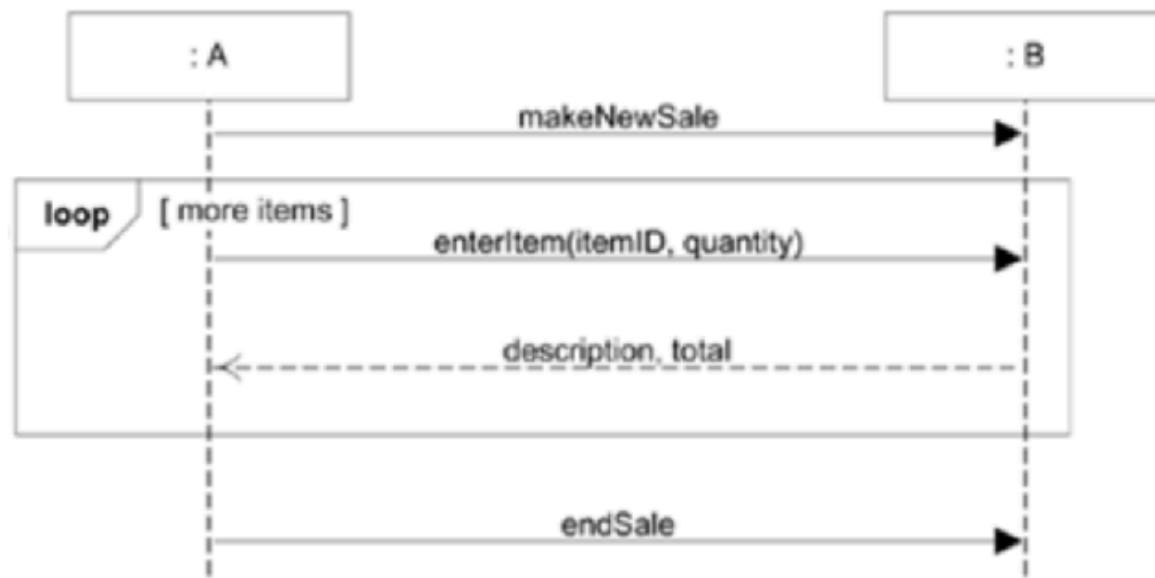 : A
: B
makeNewSale
loop
[ more items ]
enterItem(itemID, quantity)
description, total
endSale